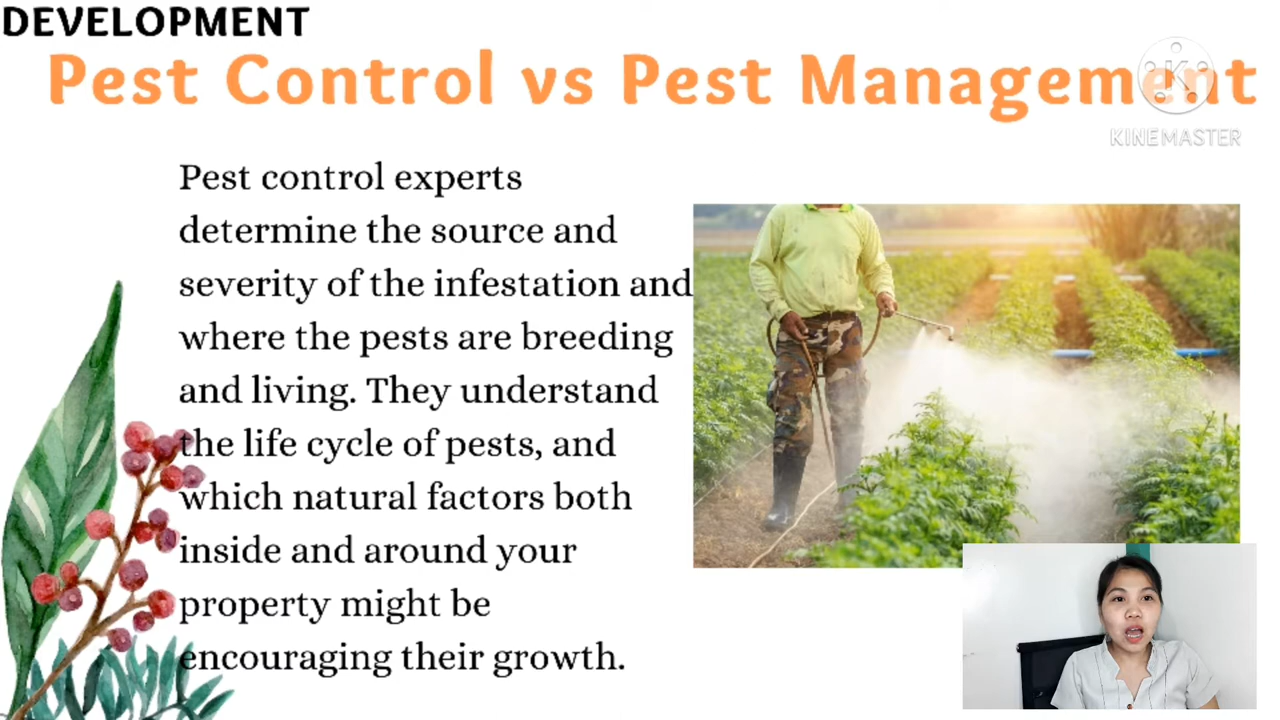 DEVELOPMENT
Pest Control vs Pest Management
KINEMASTER
Pest control experts
determine the source and
severity of the infestation and
where the pests are breeding
and living. They understand
the life cycle of pests, and
which natural factors both
inside and around your
property might be
encouraging their growth.